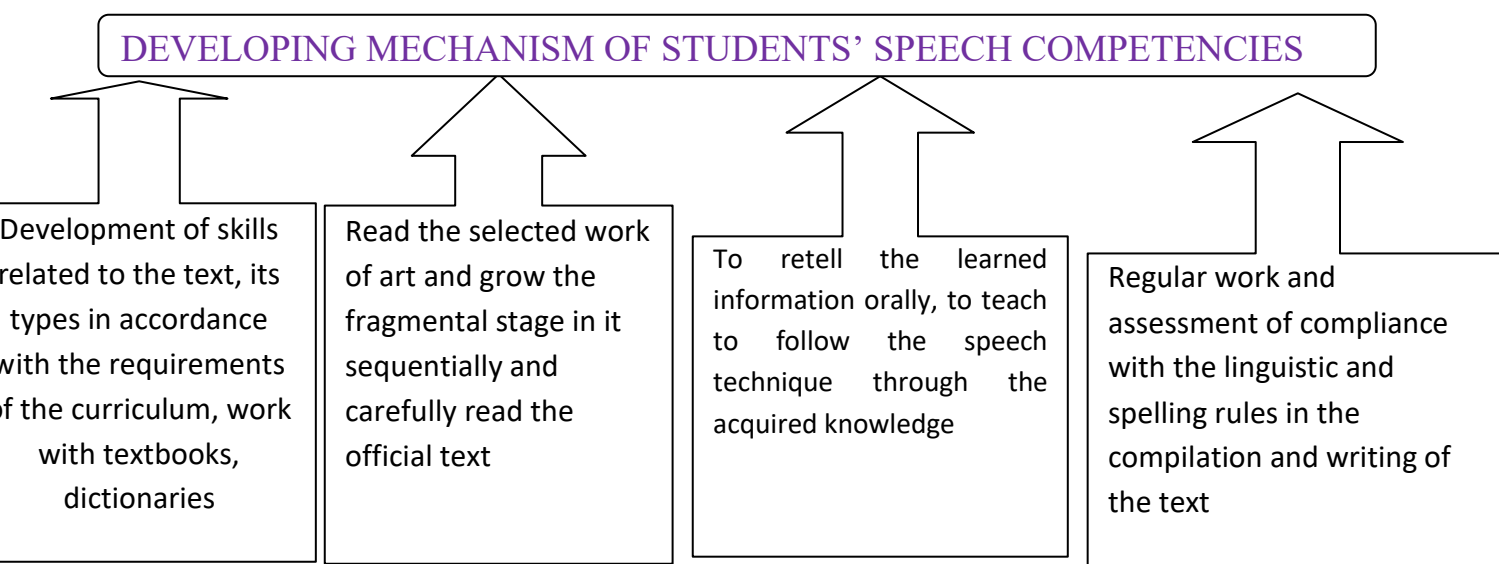 DEVELOPING MECHANISM OF STUDENTS’ SPEECH COMPETENCIES
Development of skills
related to the text, its
types in accordance
with the requirements
of the curriculum, work
with textbooks,
dictionaries
Read the selected work
of art and grow the
fragmental stage in it
sequentially and
carefully read the
official text
To retell the learned
information orally, to teach
to follow the speech
technique through the
acquired knowledge
Regular work and
assessment of compliance
with the linguistic and
spelling rules in the
compilation and writing of
the text